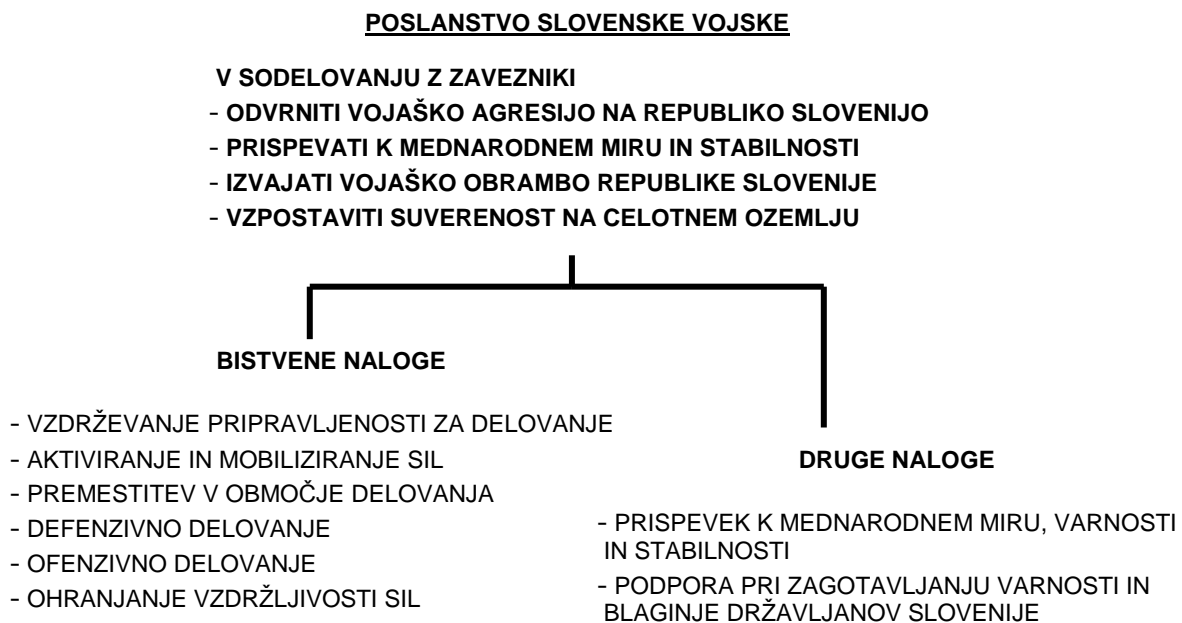 POSLANSTVO SLOVENSKE VOJSKE
V SODELOVANJU Z ZAVEZNIKI
- ODVRNITI VOJAŠKO AGRESIJO NA REPUBLIKO SLOVENIJO
- PRISPEVATI K MEDNARODNEM MIRU IN STABILNOSTI
- IZVAJATI VOJAŠKO OBRAMBO REPUBLIKE SLOVENIJE
- VZPOSTAVITI SUVERENOST NA CELOTNEM OZEMLJU
BISTVENE NALOGE
- VZDRŽEVANJE PRIPRAVLJENOSTI ZA DELOVANJE
- AKTIVIRANJE IN MOBILIZIRANJE SIL
- PREMESTITEV V OBMOČJE DELOVANJA
- DEFENZIVNO DELOVANJE
- OFENZIVNO DELOVANJE
- OHRANJANJE VZDRŽLJIVOSTI SIL
DRUGE NALOGE
- PRISPEVEK K MEDNARODNEM MIRU, VARNOSTI
IN STABILNOSTI
- PODPORA PRI ZAGOTAVLJANJU VARNOSTI IN
BLAGINJE DRŽAVLJANOV SLOVENIJE